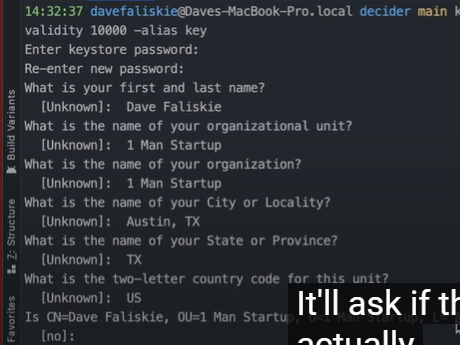 14:32:37 davefaliskie@Daves-MacBook-Pro.local decider main k
validity 10000 -alias key
Enter keystore password:
Re-enter new password:
What is your first and last name?
[Unknown]: Dave Faliskie
What is the name of your organizational unit?
[Unknown]: 1 Man Startup
What is the name of your organization?
[Unknown]: 1 Man Startup
What is the name of your City or Locality?
[Unknown]: Austin, TX
What is the name of your State or Province?
[Unknown]: TX
What is the two-letter country code for this unit?
[Unknown]: US
Is CN=Dave Faliskie, OU=1 Man Startup, O=1 Man Startup, L=
[no]:
Build Variants
Z: Structure
Favorites
It'll ask if th
actually